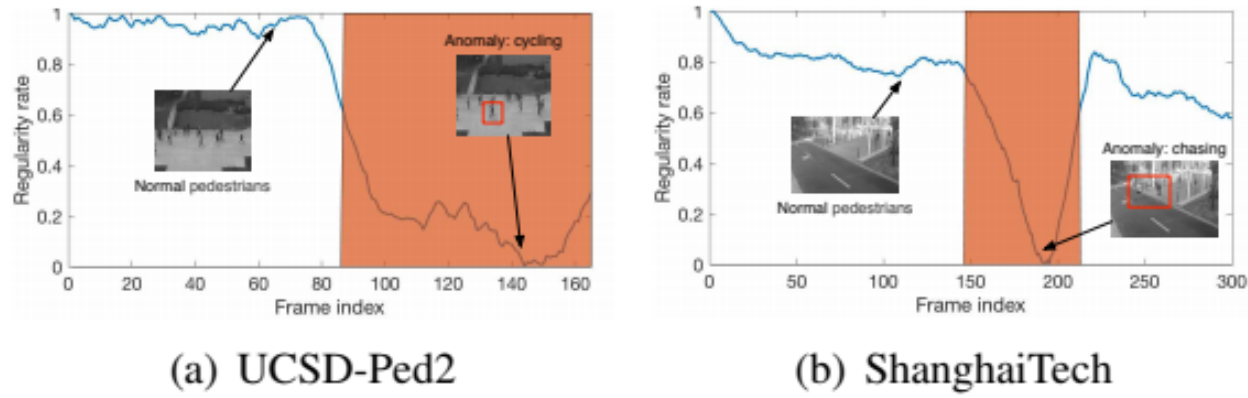 1
0.8
0.6
0.4
0.2
0
Regularity rate
Anomaly: cycling
Normal pedestrians
0 20 40 60 80 100 120 140 160
Frame index
(a) UCSD-Ped2
1
0.8
0.6
0.4
0.2
0
Regularity rate
Anomaly: chasing
Normal pedestrians
0 50 100 150 200 250 300
Frame index
(b) ShanghaiTech